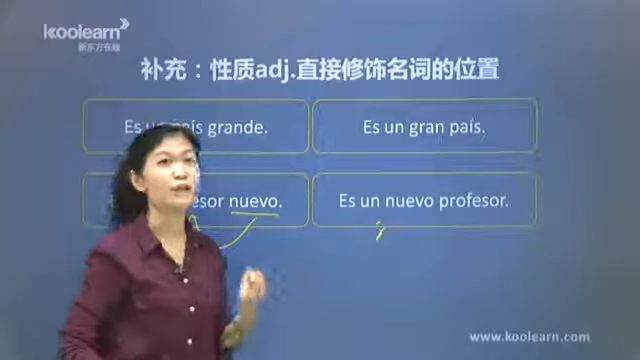 koolearn
新东方在线
补充：性质adj.直接修饰名词的位置
Es un país grande.
Es un gran país.
esor nuevo.
Es un nuevo profesor.
www.koolearn.com